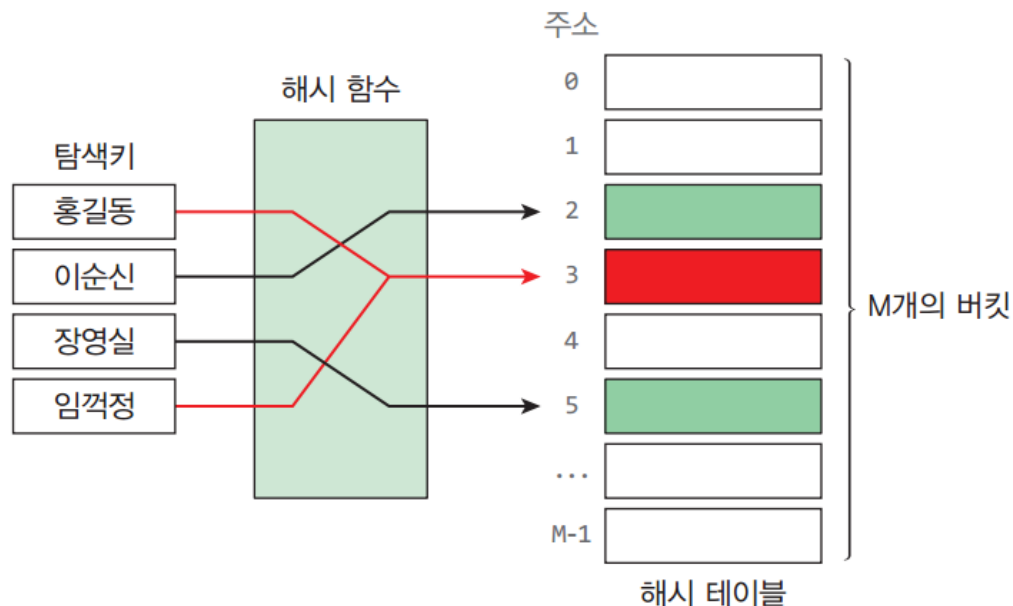 주소
해시 함수
탐색키
홍길동
이순신
장영실
임꺽정
0
1
2
3
4
5
...
M-1
M개의 버킷
해시 테이블